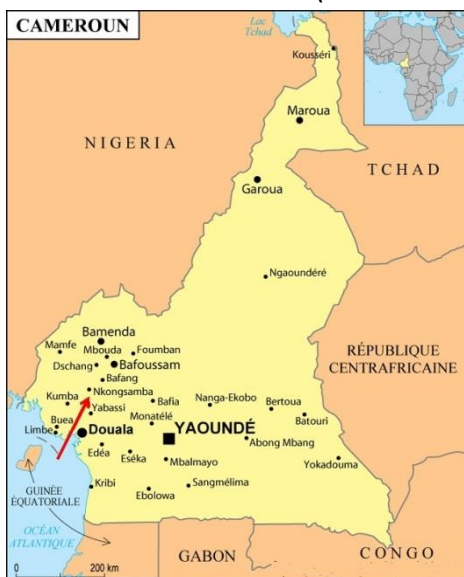 CAMEROUN
Lac
Tchad
Kousséri
Maroua
NIGERIA
TCHAD
Garoua
Ngaoundéré
Bamenda
Mamfe
Mbouda
Foumban
Dschang
Bafoussam
Bafang
RÉPUBLIQUE
CENTRAFRICAINE
Nkongsamba
Kumba
Bafia
Nanga-Ekobo
Bertoua
Yabassi
Batouri
Buea
Monatélé
Limbe
Douala
YAOUNDÉ
Abong Mbang
Edéa
Eséka
Mbalmayo
Yokadouma
GUINÉE
ÉQUATORIALE
Kribi
Ebolowa
Sangmélima
OCÉAN
ATLANTIQUE
GABON
CONGO
0
200 km